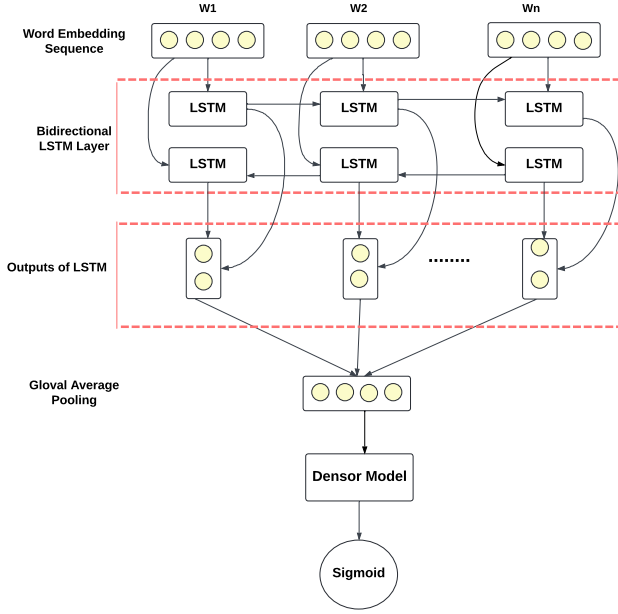 W1
W2
Wn
Word Embedding
Sequence
LSTM
LSTM
LSTM
Bidirectional
LSTM Layer
LSTM
LSTM
LSTM
Outputs of LSTM
........
Gloval Average
Pooling
Densor Model
Sigmoid